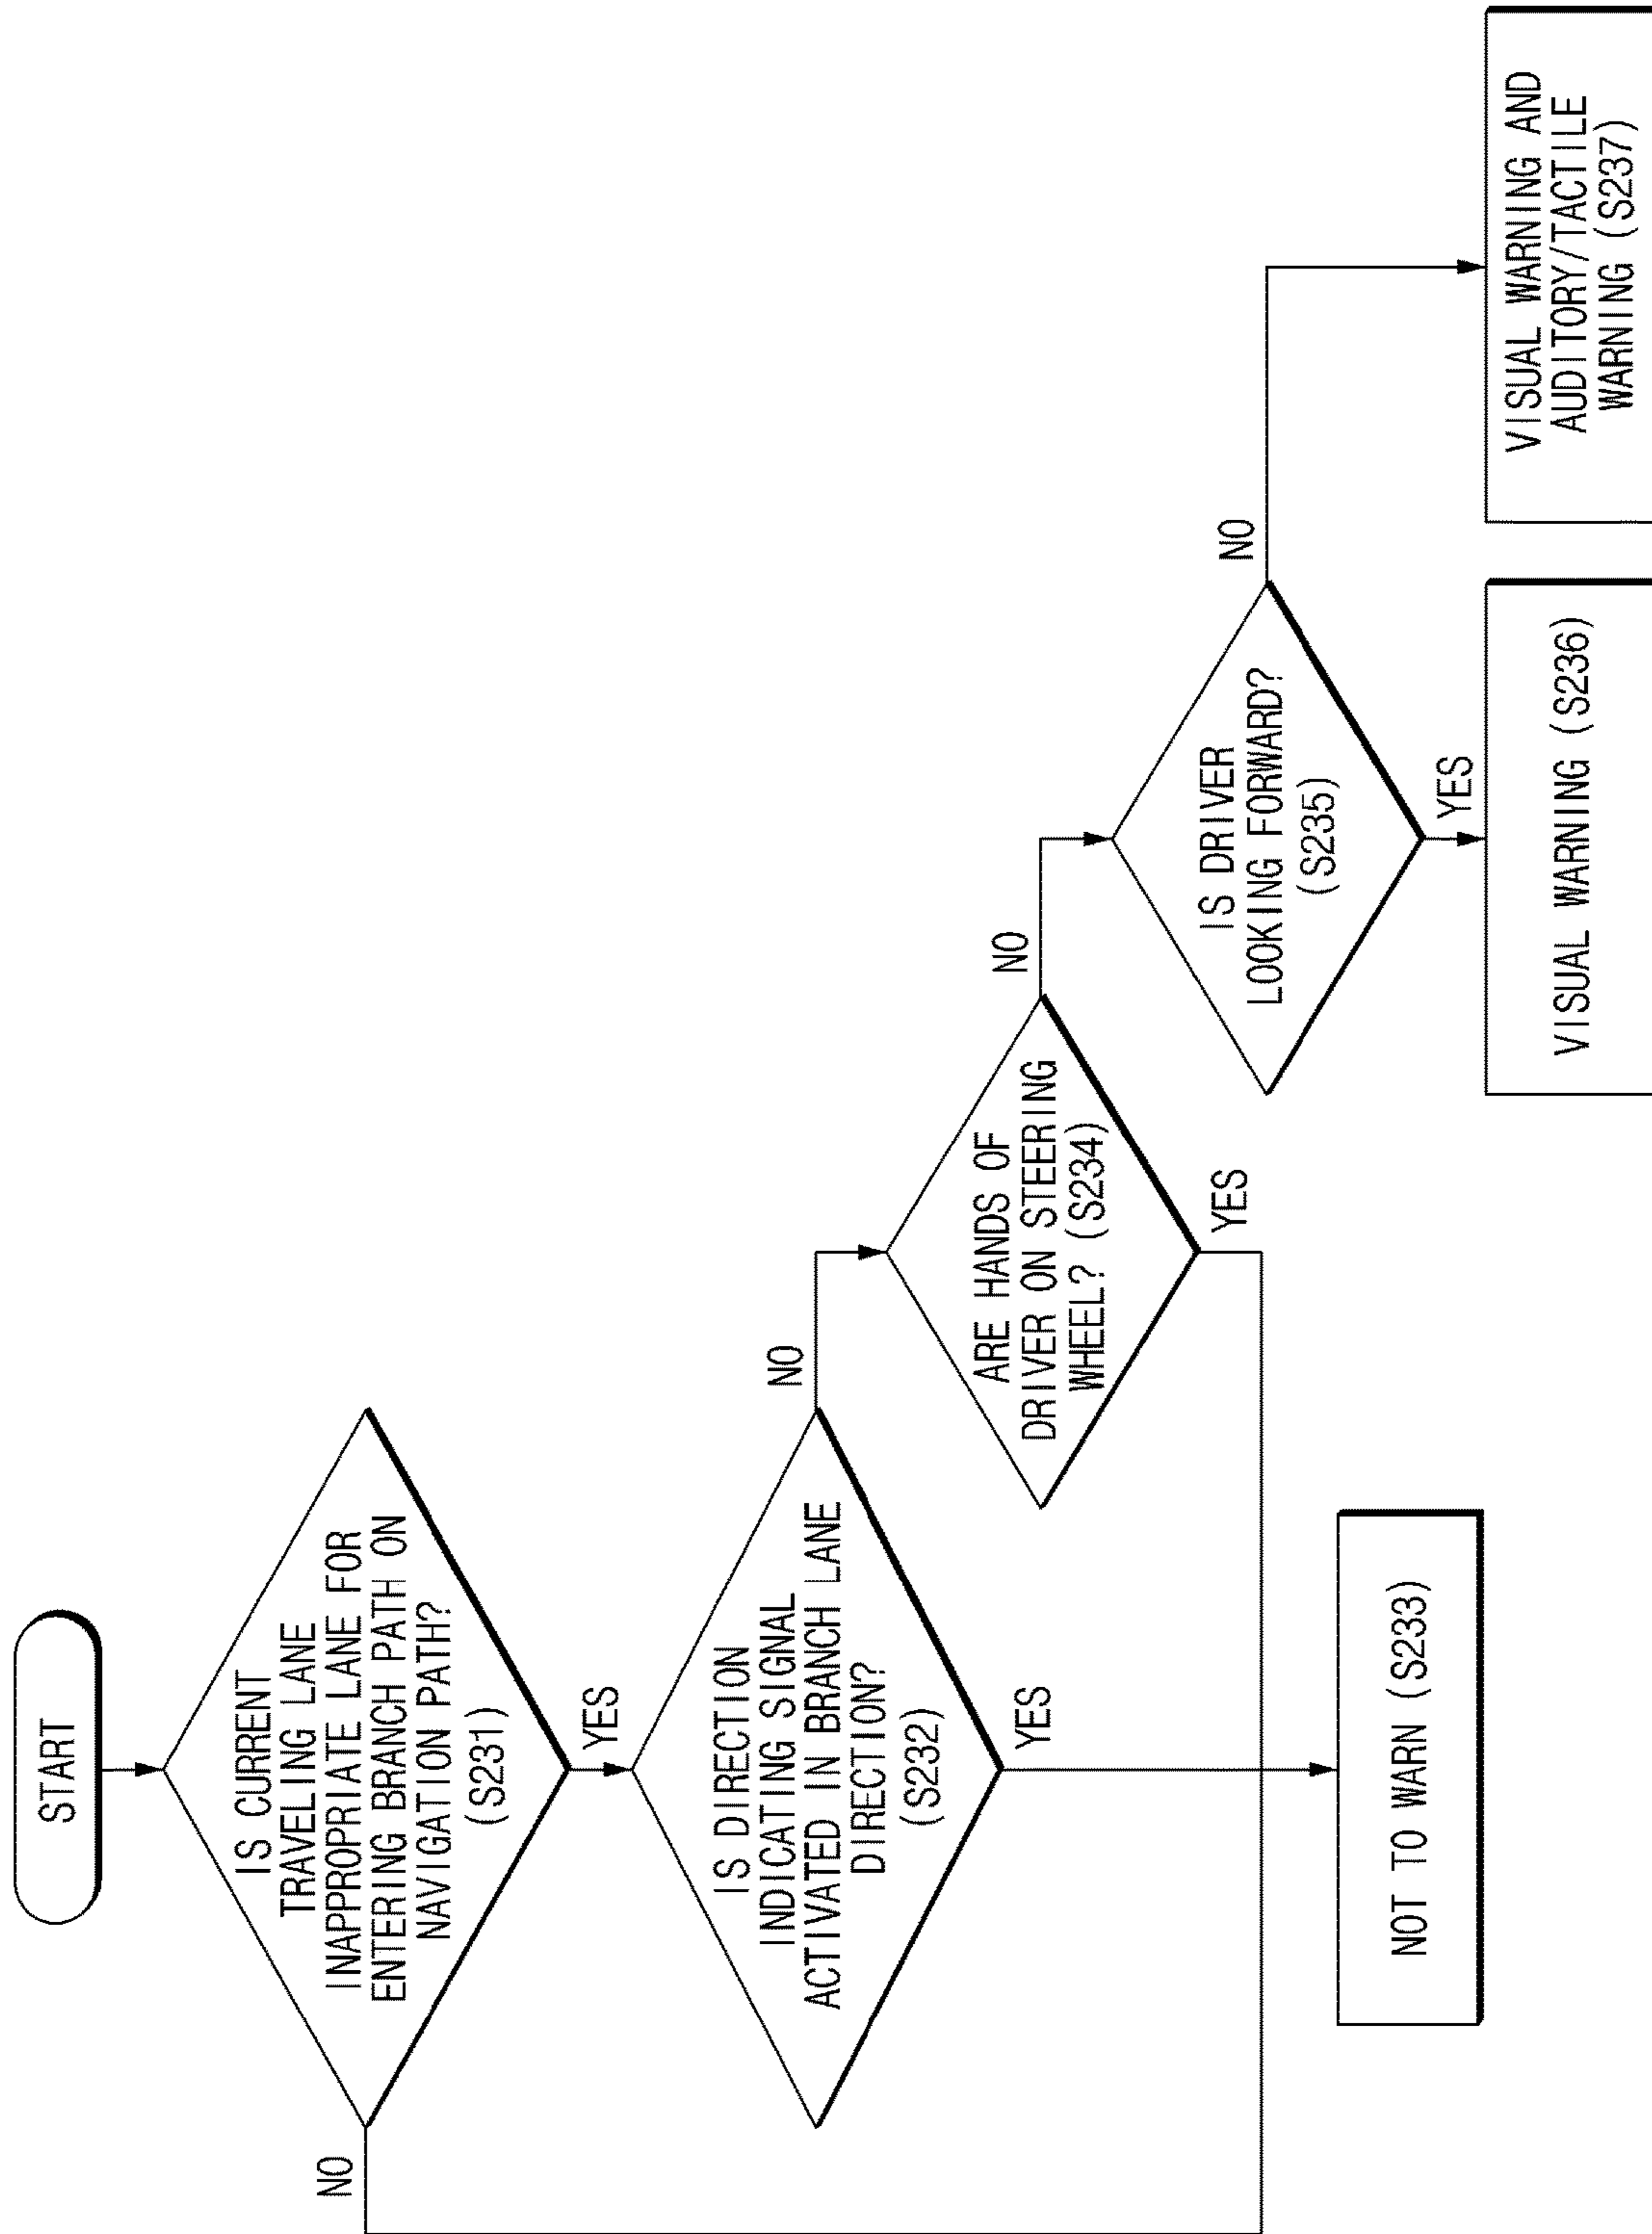 START
IS CURRENT
TRAVELING LANE
INAPPROPRIATE LANE FOR
ENTERING BRANCH PATH ON
NAVIGATION PATH?
(S231)
NO
YES
IS DIRECTION
INDICATING SIGNAL
ACTIVATED IN BRANCH LANE
DIRECTION?
(S232)
NO
YES
ARE HANDS OF
DRIVER ON STEERING
WHEEL? (S234)
NO
YES
IS DRIVER
LOOKING FORWARD?
(S235)
NO
YES
NOT TO WARN (S233)
VISUAL WARNING (S236)
VISUAL WARNING AND
AUDITORY/TACTILE
WARNING (S237)